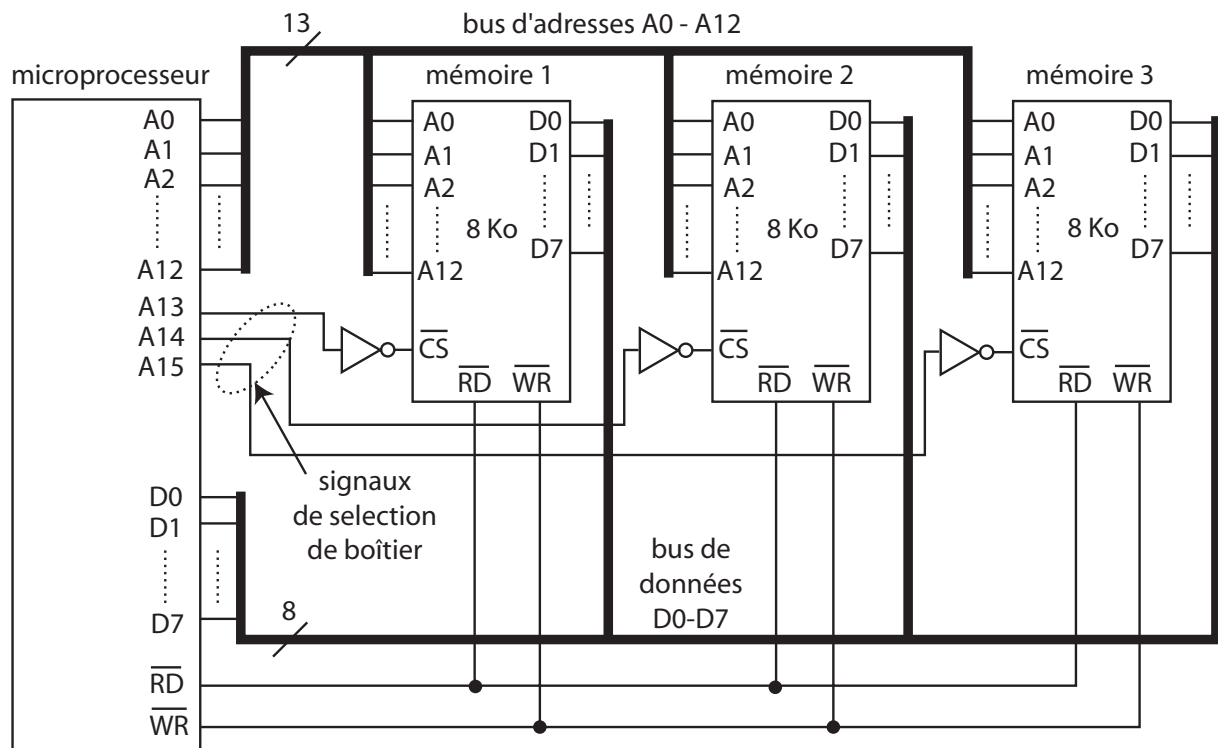 13
bus d'adresses A0 - A12
microprocesseur
mémoire 1
mémoire 2
mémoire 3
A0
A1
A2
A12
A13
A14
A15
D0
D1
D7
RD
WR
A0
A1
A2
A12
D0
D1
D7
8 Ko
CS
RD
WR
A0
A1
A2
A12
D0
D1
D7
8 Ko
CS
RD
WR
A0
A1
A2
A12
D0
D1
D7
8 Ko
CS
RD
WR
signaux
de selection
de boîtier
8
bus de
données
D0-D7